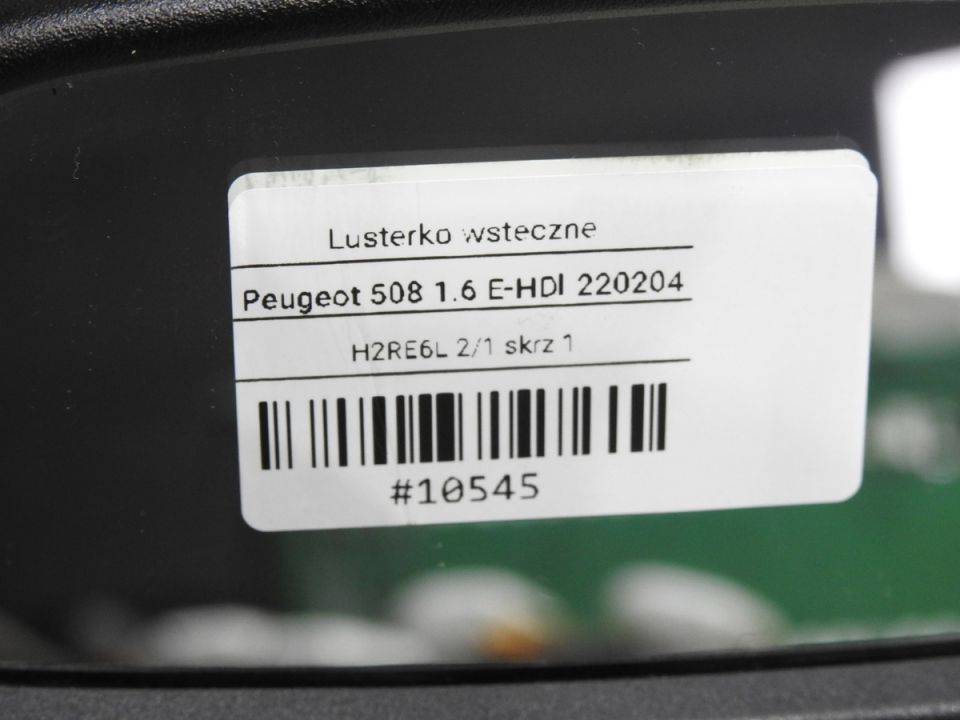 Lusterko wsteczne
Peugeot 508 1.6 E-HDI 220204
H2RE6L 2/1 skrz 1
#10545